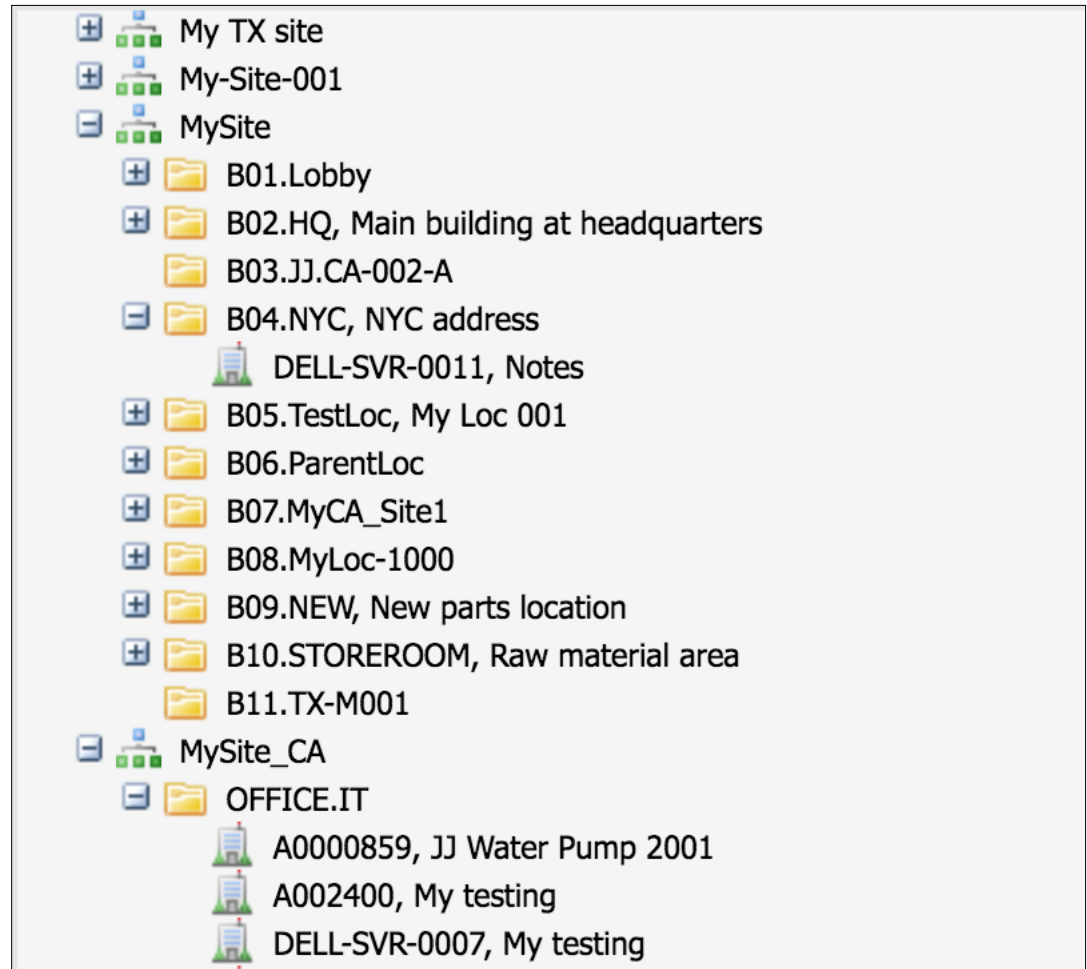 My TX site
My-Site-001
MySite
B01.Lobby
B02.HQ, Main building at headquarters
B03.JJ.CA-002-A
B04.NYC, NYC address
DELL-SVR-0011, Notes
B05.TestLoc, My Loc 001
B06.ParentLoc
B07.MyCA_Site1
B08.MyLoc-1000
B09.NEW, New parts location
B10.STOREROOM, Raw material area
B11.TX-M001
MySite_CA
OFFICE.IT
A0000859, JJ Water Pump 2001
A002400, My testing
DELL-SVR-0007, My testing